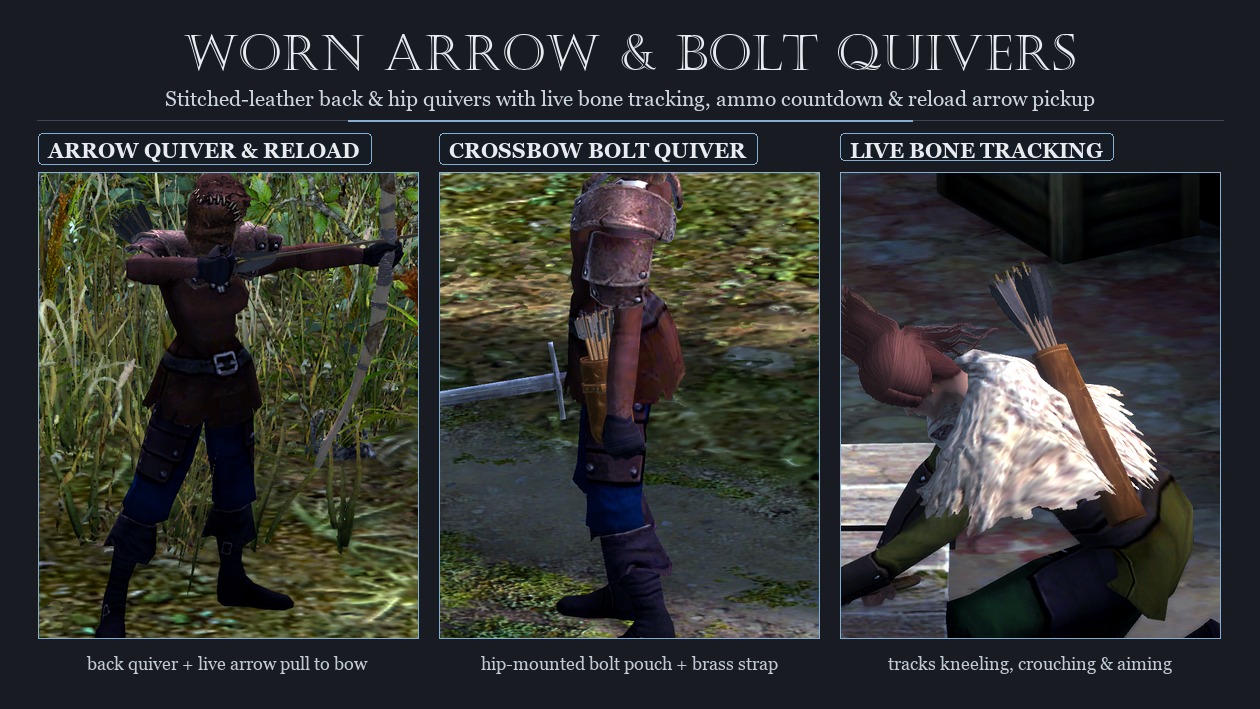 WORN ARROW & BOLT QUIVERS
Stitched-leather back & hip quivers with live bone tracking, ammo countdown & reload arrow pickup
ARROW QUIVER & RELOAD
CROSSBOW BOLT QUIVER
LIVE BONE TRACKING
back quiver + live arrow pull to bow
hip-mounted bolt pouch + brass strap
tracks kneeling, crouching & aiming